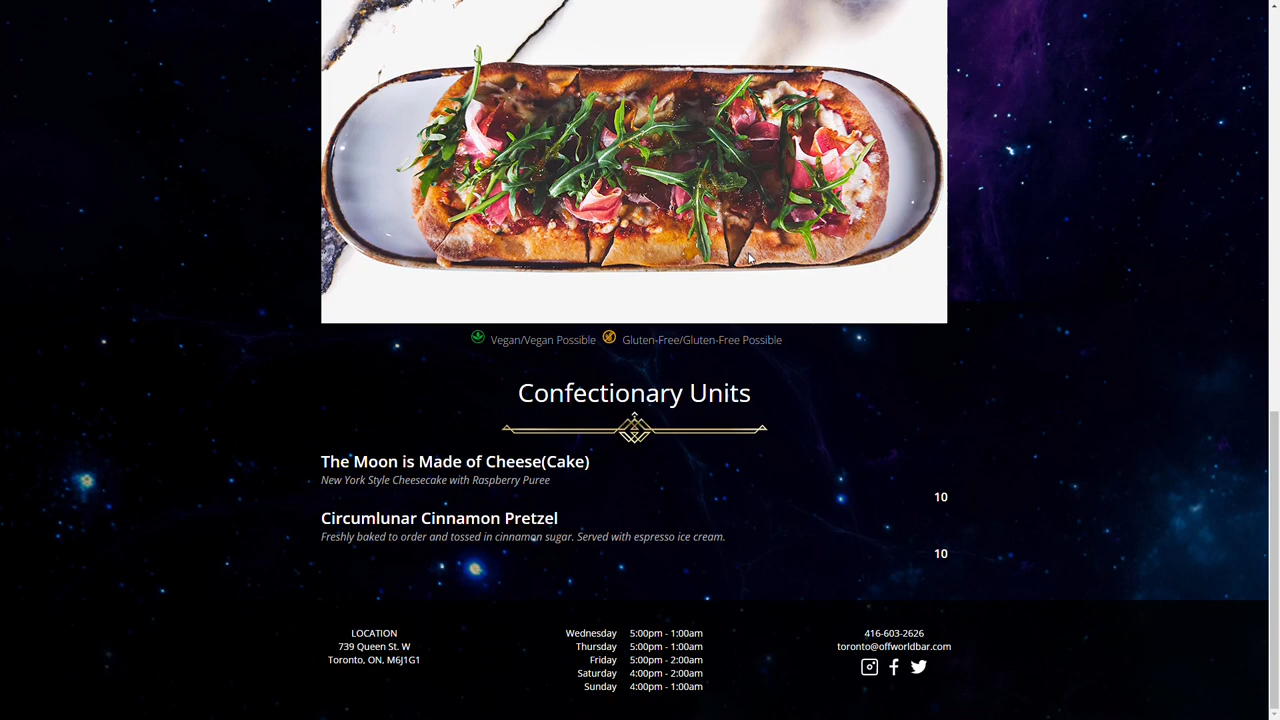 Vegan/Vegan Possible Gluten-Free/Gluten-Free Possible
Confectionary Units
The Moon is Made of Cheese(Cake)
New York Style Cheesecake with Raspberry Puree
10
Circumlunar Cinnamon Pretzel
Freshly baked to order and tossed in cinnamon sugar. Served with espresso ice cream.
10
LOCATION
739 Queen St. W
Toronto, ON, M6J1G1
Wednesday 5:00pm - 1:00am
Thursday 5:00pm - 1:00am
Friday 5:00pm - 2:00am
Saturday 4:00pm - 2:00am
Sunday 4:00pm - 1:00am
416-603-2626
toronto@offworldbar.com